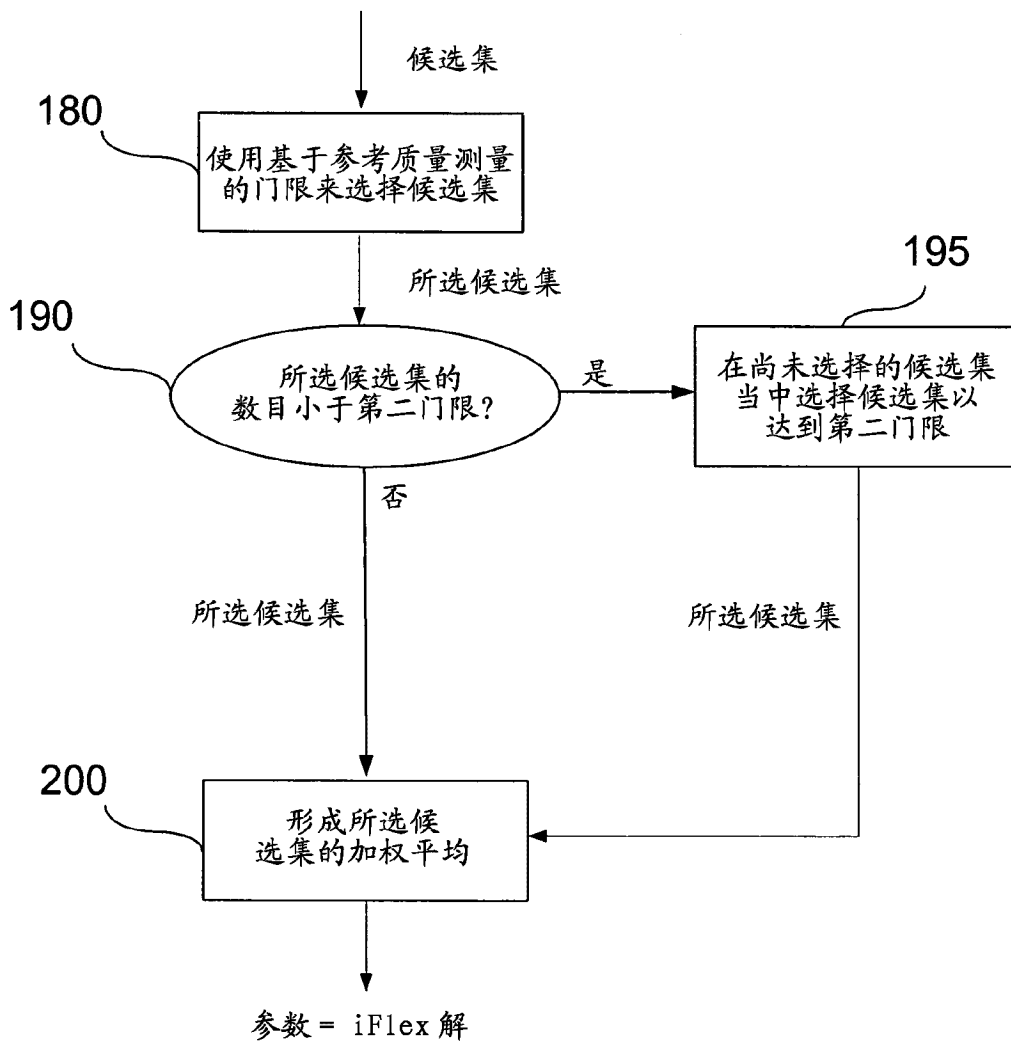 候选集
180
使用基于参考质量测量
的门限来选择候选集
所选候选集
190
所选候选集的
数目小于第二门限?
是
195
在尚未选择的候选集
当中选择候选集以
达到第二门限
否
所选候选集
所选候选集
200
形成所选候
选集的加权平均
参数 = iFlex 解